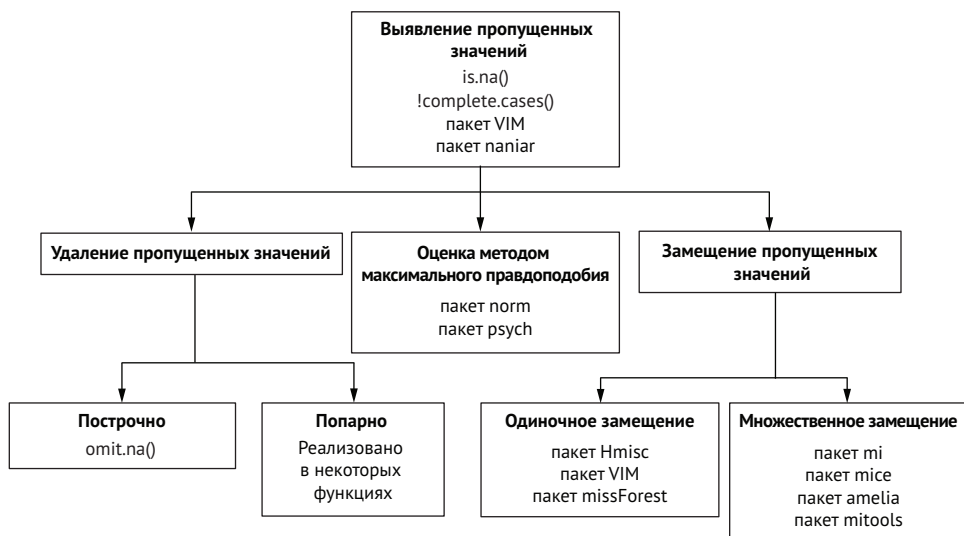 Выявление пропущенных
значений
is.na()
!complete.cases()
пакет VIM
пакет naniar
Удаление пропущенных значений
Оценка методом
максимального правдоподобия
пакет norm
пакет psych
Замещение пропущенных
значений
Построчно
omit.na()
Попарно
Реализовано
в некоторых
функциях
Одиночное замещение
пакет Hmisc
пакет VIM
пакет missForest
Множественное замещение
пакет mi
пакет mice
пакет amelia
пакет mitools